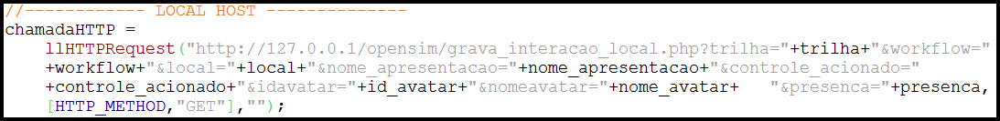 //------------ LOCAL HOST --------------
chamadaHTTP =
llHTTPRequest("http://127.0.0.1/opensim/grava_interacao_local.php?trilha="+trilha+"&workflow="
+workflow+"&local="+local+"&nome_apresentacao="+nome_apresentacao+"&controle_acionado="
+controle_acionado+"&idavatar="+id_avatar+"&nomeavatar="+nome_avatar+   "&presenca="+presenca,
[HTTP_METHOD,"GET"],"");